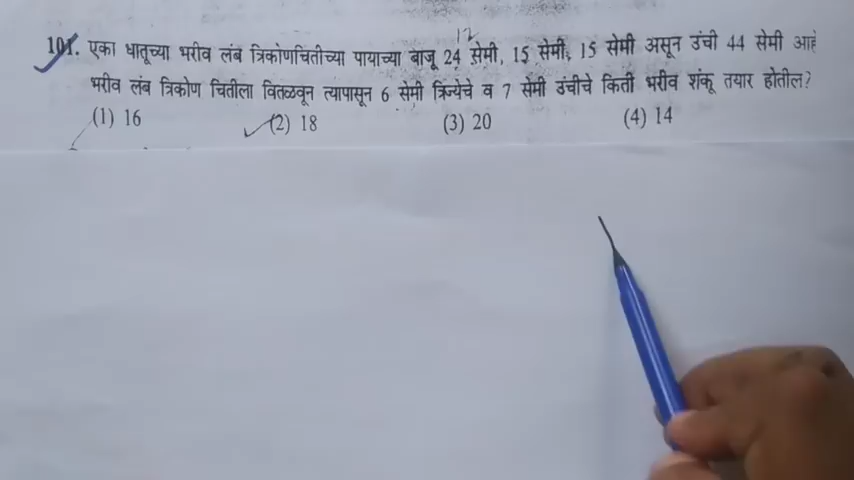 12
101. एका धातूच्या भरीव लंब त्रिकोणचितीच्या पायाच्या बाजू 24 सेमी, 15 सेमी, 15 सेमी असून उंची 44 सेमी आहे
भरीव लंब त्रिकोण चितीला वितळवून त्यापासून 6 सेमी त्रिज्येचे व 7 सेमी उंचीचे किती भरीव शंकू तयार होतील?
(1) 16 (2) 18 (3) 20 (4) 14